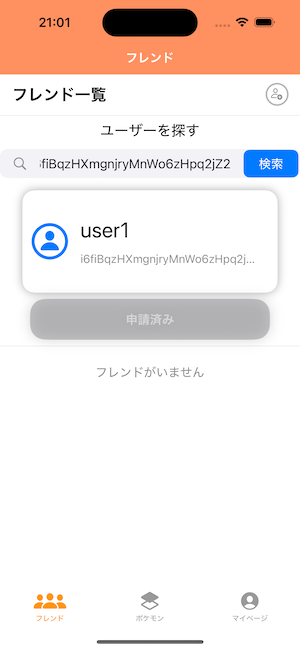 21:01
フレンド
フレンド一覧
ユーザーを探す
fiBqzHXmgnjryMnWo6zHpq2jZ2
検索
user1
i6fiBqzHXmgnjryMnWo6zHpq2j...
申請済み
フレンドがいません
フレンド
ポケモン
マイページ